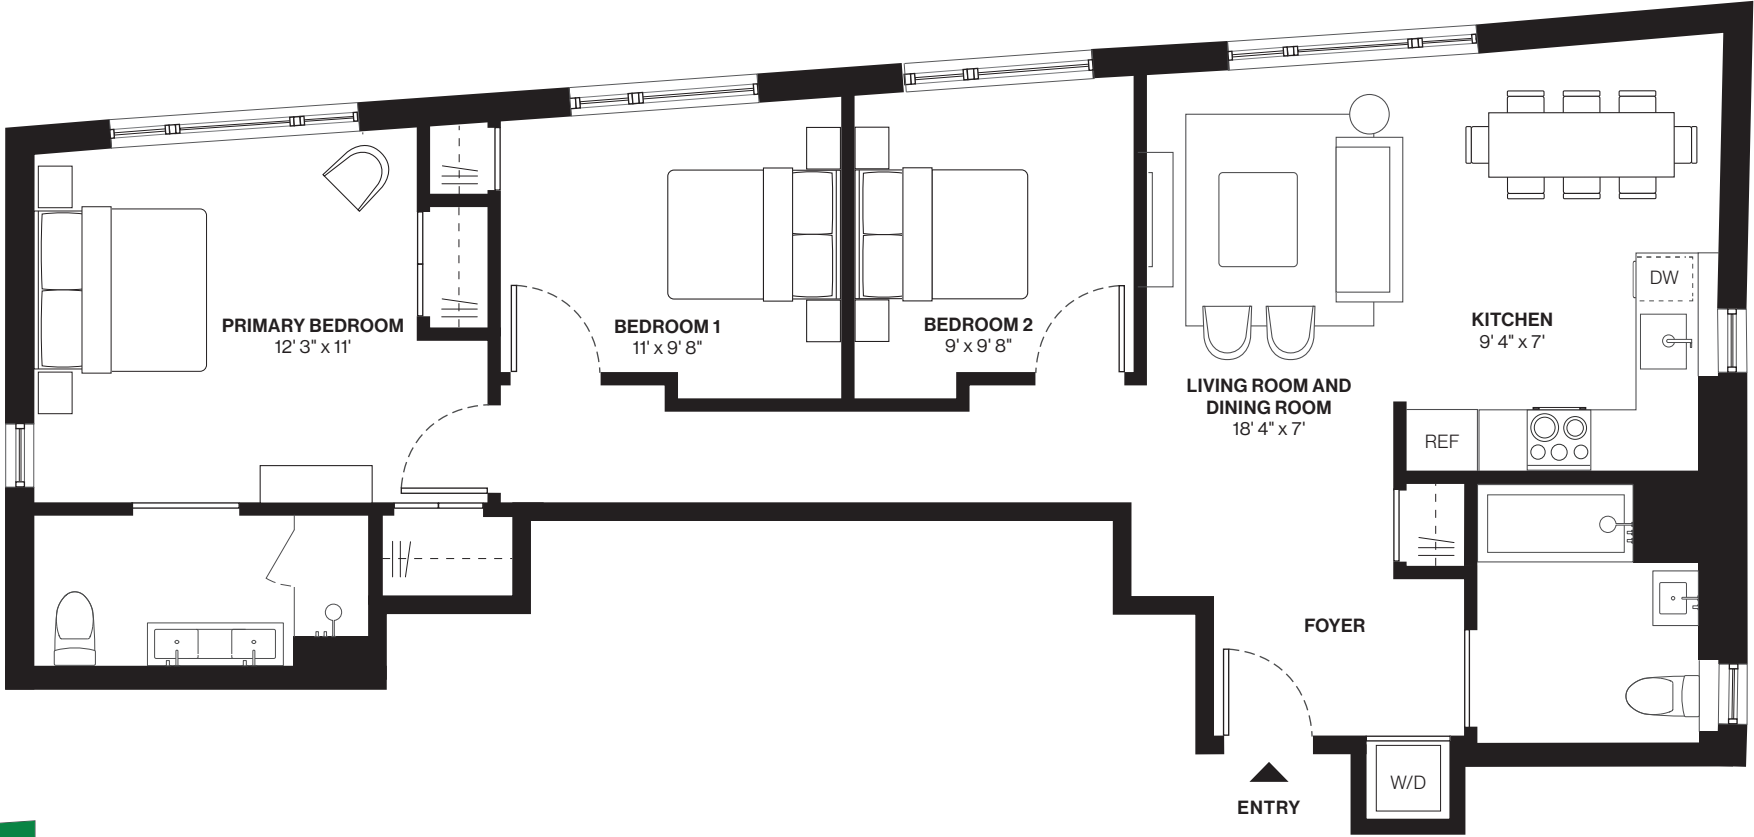 DW
PRIMARY BEDROOM
12' 3" x 11'
BEDROOM 1
11' x 9' 8"
BEDROOM 2
9' x 9' 8"
KITCHEN
9' 4" x 7'
LIVING ROOM AND
DINING ROOM
18' 4" x 7'
REF
FOYER
W/D
ENTRY